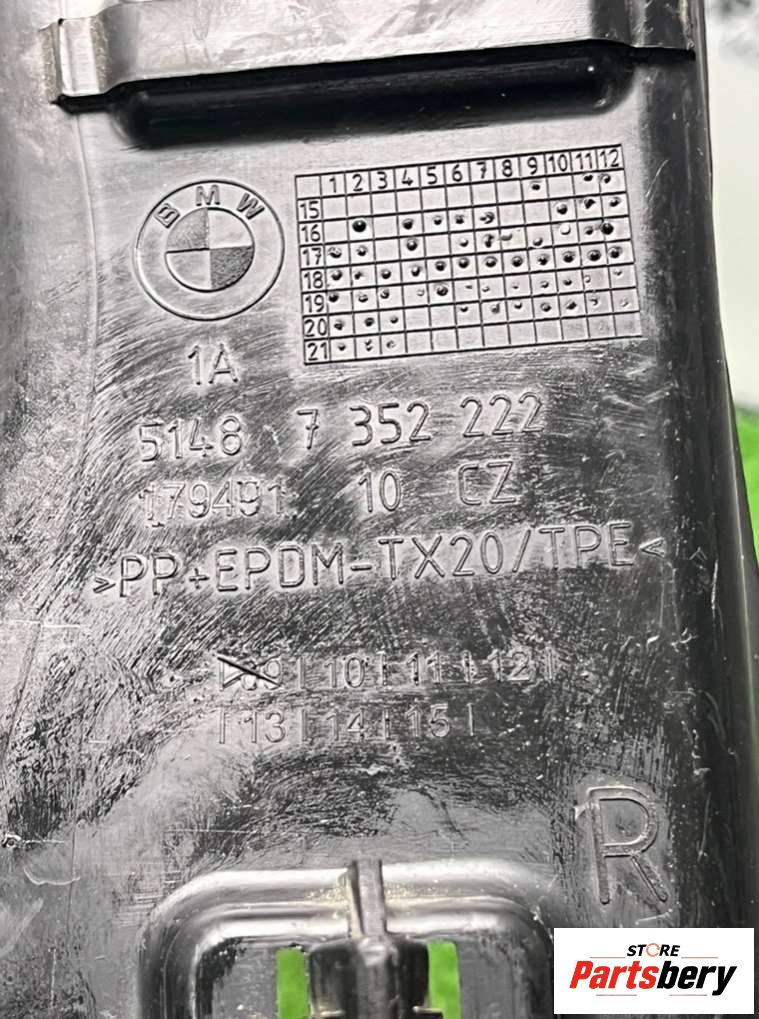 BMW
1 2 3 4 5 6 7 8 9 10 11 12
15
16
17
18
19
20
21
1A
5148 7 352 222
179491 10 CZ
>PP+EPDM-TX20/TPE<
09|10|11|12|
|13|14|15|
R
STORE
Partsbery